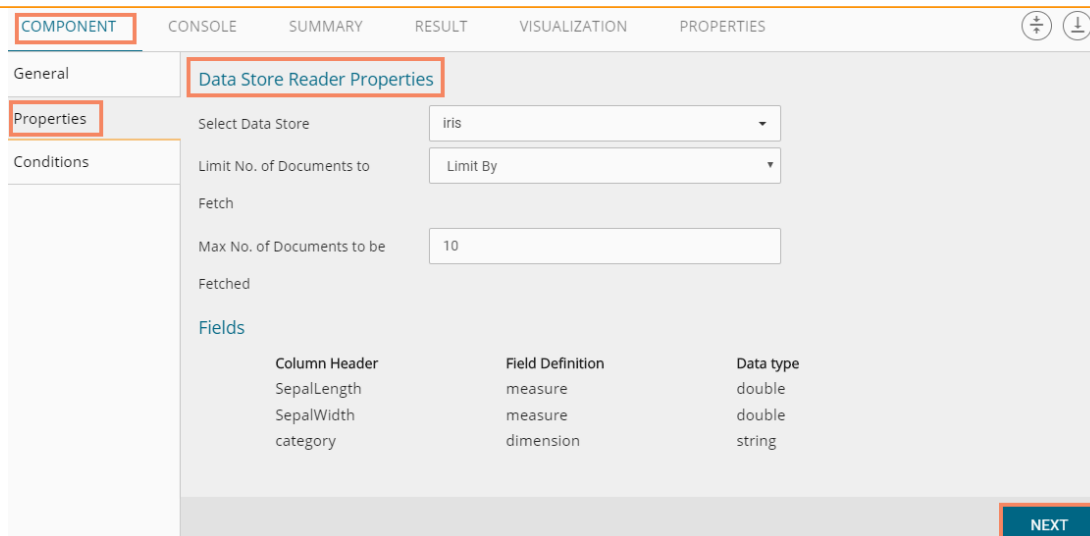 COMPONENT CONSOLE SUMMARY RESULT VISUALIZATION PROPERTIES
General
Properties
Conditions
Data Store Reader Properties
Select Data Store iris
Limit No. of Documents to Limit By
Fetch
Max No. of Documents to be 10
Fetched
Fields
Column Header Field Definition Data type
SepalLength measure double
SepalWidth measure double
category dimension string
NEXT